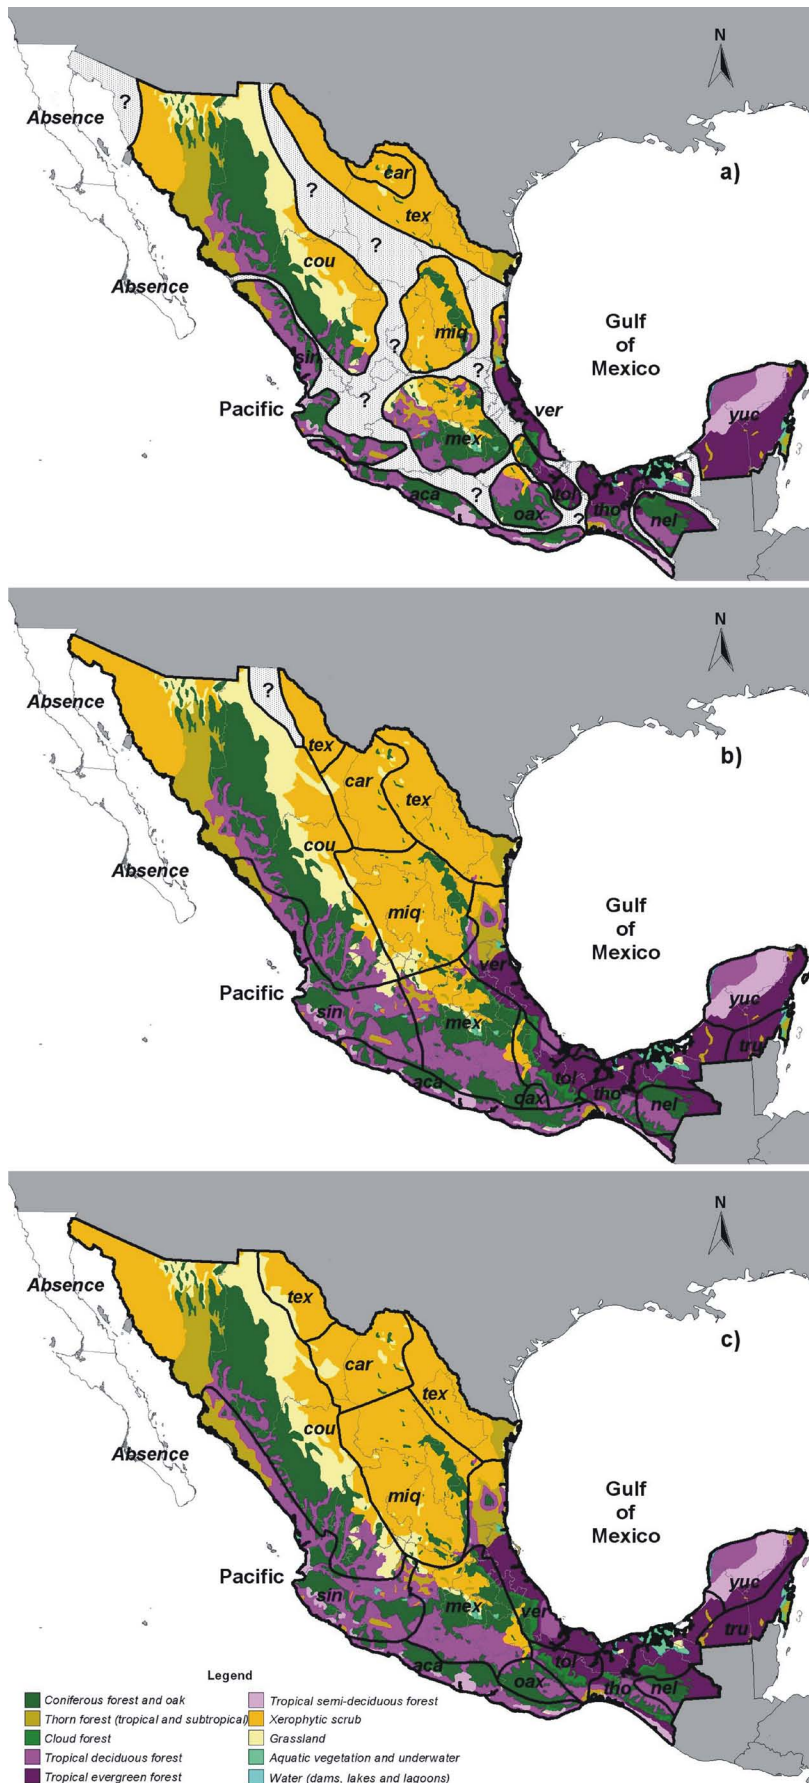 N
Absence
?
a)
car
?
tex
?
cou
Absence
Gulf
of
Mexico
miq
sin
?
?
Pacific
?
ver
yuc
mex
aca
?
tol
oax
?
tho
nel
N
?
Absence
b)
tex
car
tex
cou
Absence
miq
Gulf
of
Mexico
ver
Pacific
sin
mex
yuc
tru
aca
tol
oax
tho
nel
N
Absence
tex
c)
car
tex
cou
Absence
miq
Gulf
of
Mexico
Pacific
sin
mex
ver
yuc
tru
aca
tol
oax
tho
nel
Legend
Coniferous forest and oak
Thorn forest (tropical and subtropical)
Cloud forest
Tropical deciduous forest
Tropical evergreen forest
Tropical semi-deciduous forest
Xerophytic scrub
Grassland
Aquatic vegetation and underwater
Water (dams, lakes and lagoons)